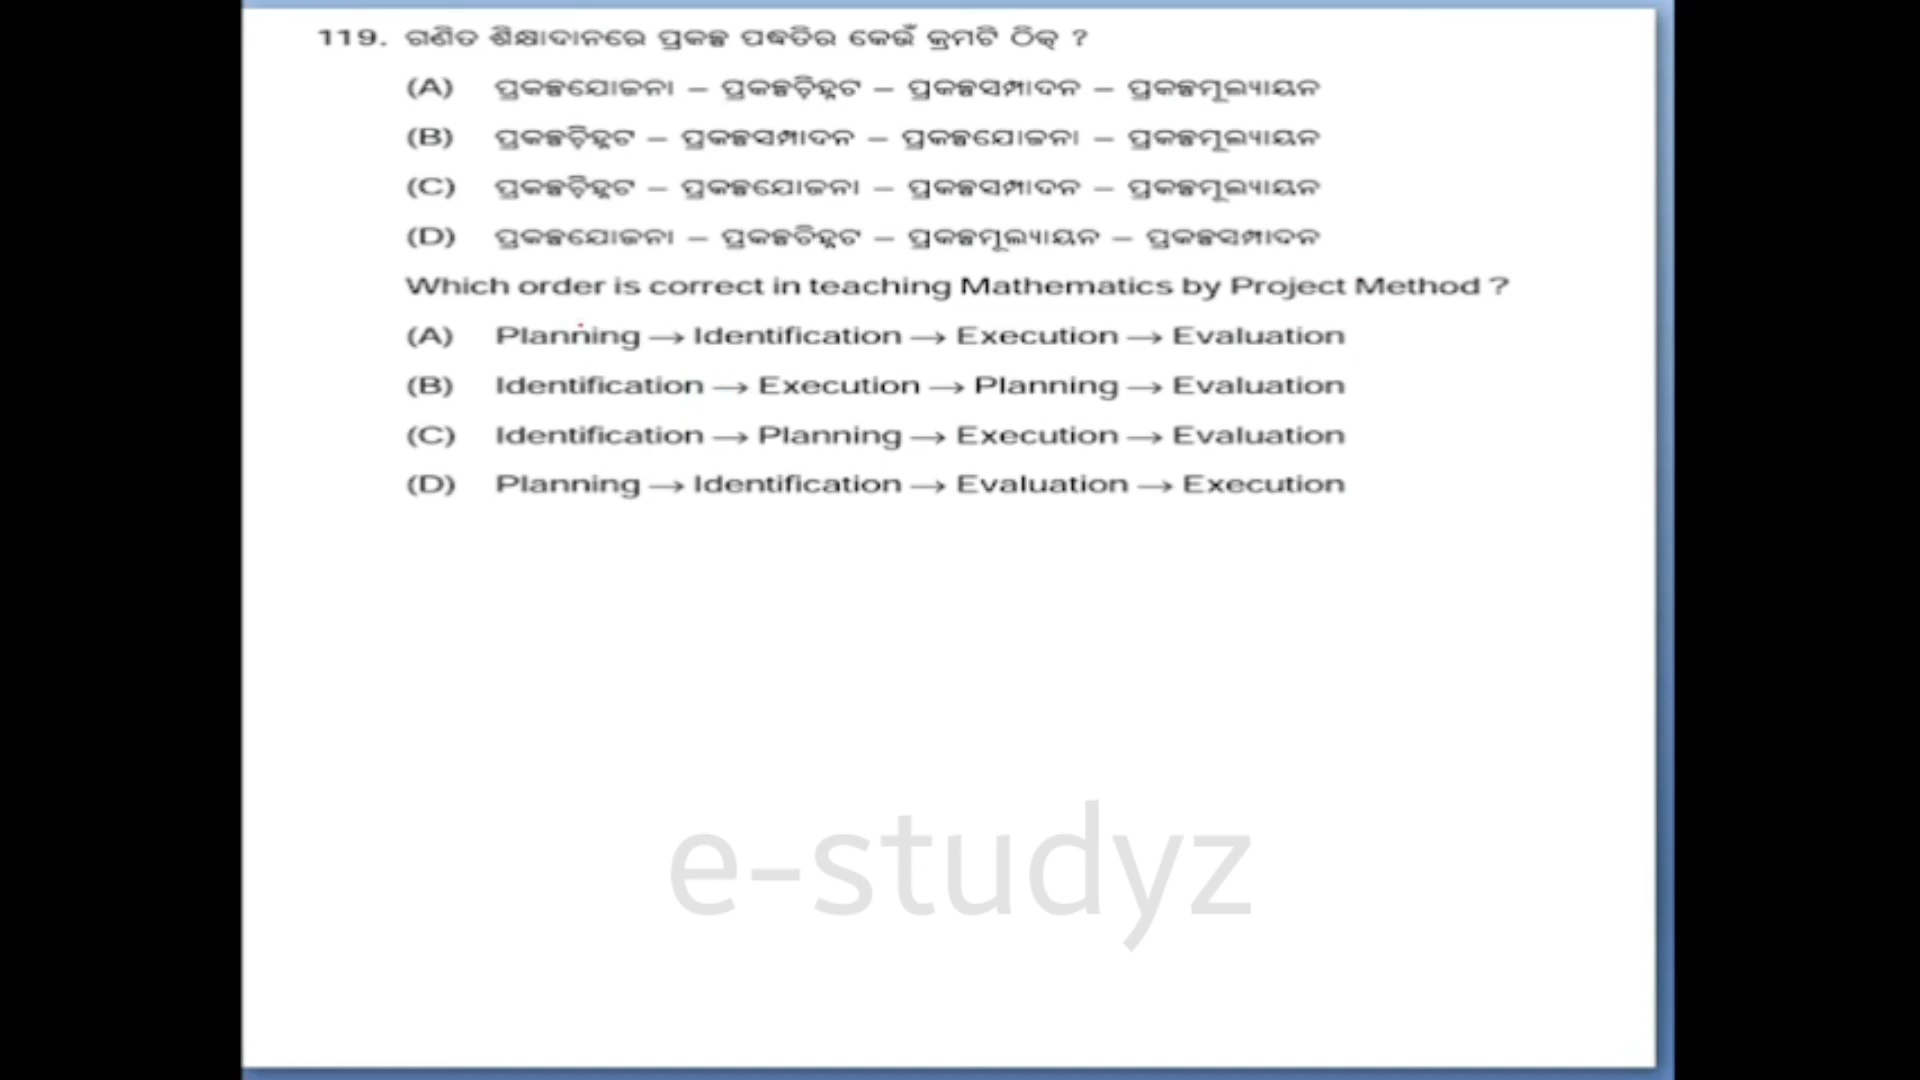 119. ଗଣିତ ଶିକ୍ଷାଦାନରେ ପ୍ରକଳ୍ପ ପଦ୍ଧତିର କେଉଁ କ୍ରମଟି ଠିକ୍ ?
(A) ପ୍ରକଳ୍ପଯୋଜନା – ପ୍ରକଳ୍ପଚ଼ିହ୍ନଟ – ପ୍ରକଳ୍ପସମ୍ପାଦନ – ପ୍ରକଳ୍ପମୂଲ୍ୟାୟନ
(B) ପ୍ରକଳ୍ପଚ଼ିହ୍ନଟ – ପ୍ରକଳ୍ପସମ୍ପାଦନ – ପ୍ରକଳ୍ପଯୋଜନା – ପ୍ରକଳ୍ପମୂଲ୍ୟାୟନ
(C) ପ୍ରକଳ୍ପଚ଼ିହ୍ନଟ – ପ୍ରକଳ୍ପଯୋଜନା – ପ୍ରକଳ୍ପସମ୍ପାଦନ – ପ୍ରକଳ୍ପମୂଲ୍ୟାୟନ
(D) ପ୍ରକଳ୍ପଯୋଜନା – ପ୍ରକଳ୍ପଚିହ୍ନଟ – ପ୍ରକଳ୍ପମୂଲ୍ୟାୟନ – ପ୍ରକଳ୍ପସମ୍ପାଦନ
Which order is correct in teaching Mathematics by Project Method ?
(A) Planning → Identification → Execution → Evaluation
(B) Identification → Execution → Planning → Evaluation
(C) Identification → Planning → Execution → Evaluation
(D) Planning → Identification → Evaluation → Execution
e-studyz